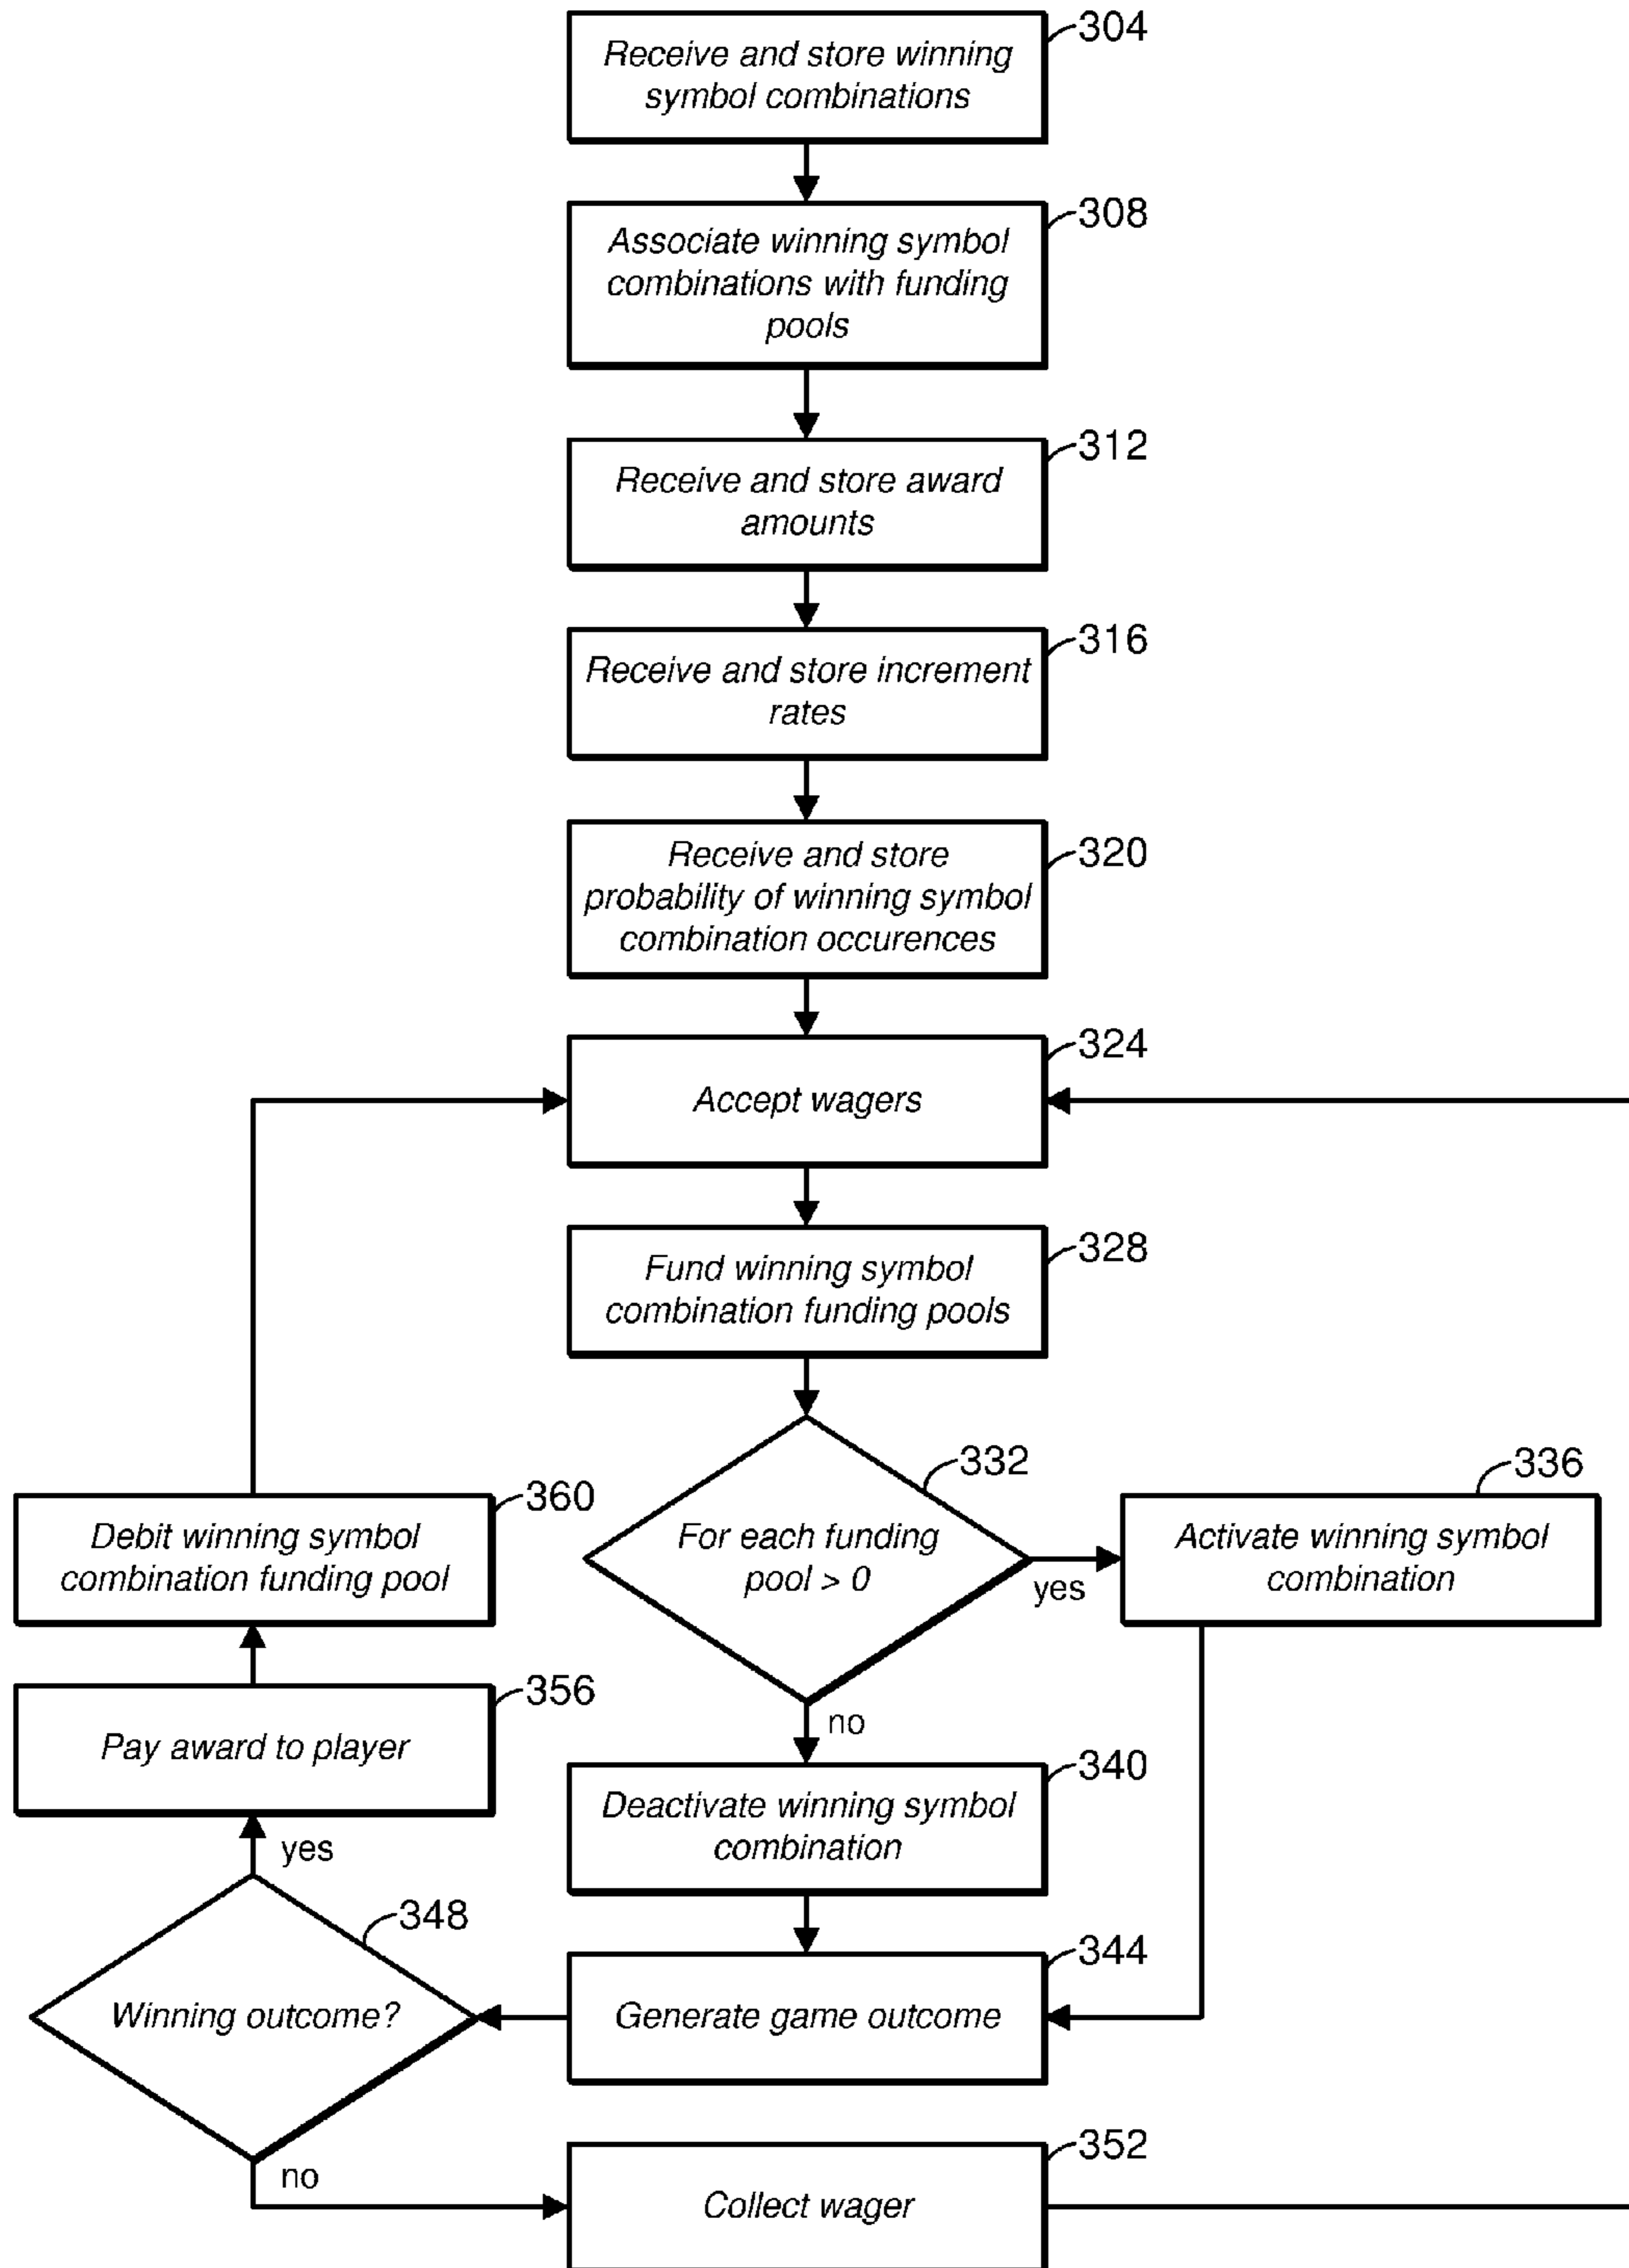 304
Receive and store winning
symbol combinations
308
Associate winning symbol
combinations with funding
pools
312
Receive and store award
amounts
316
Receive and store increment
rates
320
Receive and store
probability of winning symbol
combination occurences
324
Accept wagers
328
Fund winning symbol
combination funding pools
332
For each funding
pool > 0
yes
no
336
Activate winning symbol
combination
340
Deactivate winning symbol
combination
344
Generate game outcome
348
Winning outcome?
yes
no
352
Collect wager
356
Pay award to player
360
Debit winning symbol
combination funding pool